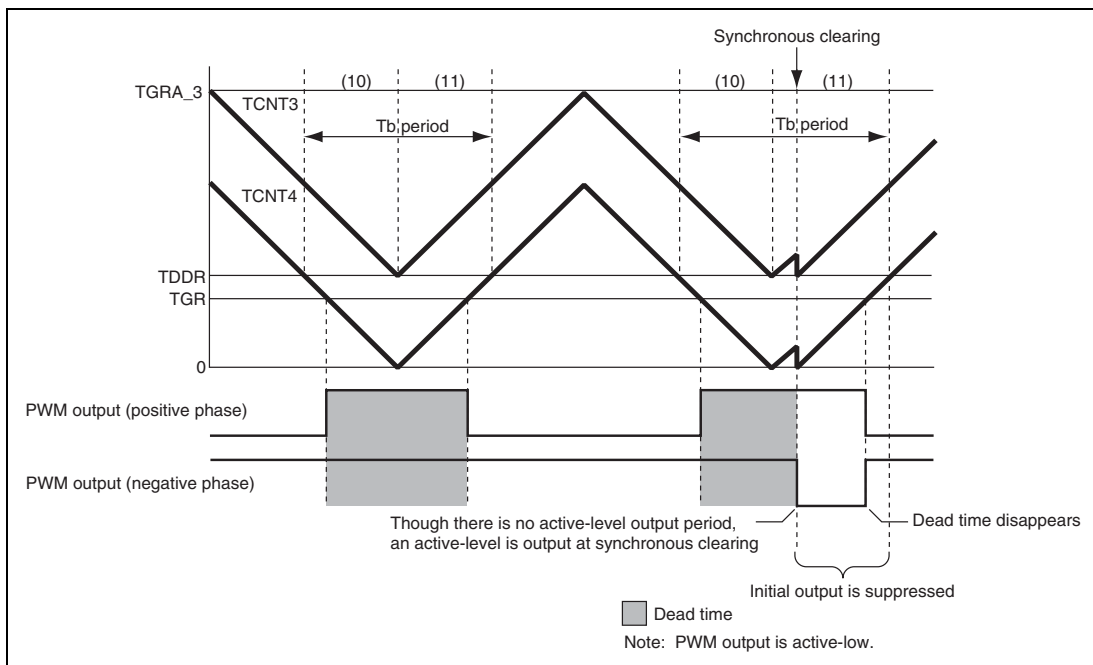 Synchronous clearing
(10) (11) (10) (11)
TGRA_3
TCNT3
Tb period Tb period
TCNT4
TDDR
TGR
0
PWM output (positive phase)
PWM output (negative phase)
Though there is no active-level output period,
an active-level is output at synchronous clearing
Dead time disappears
Initial output is suppressed
Dead time
Note: PWM output is active-low.